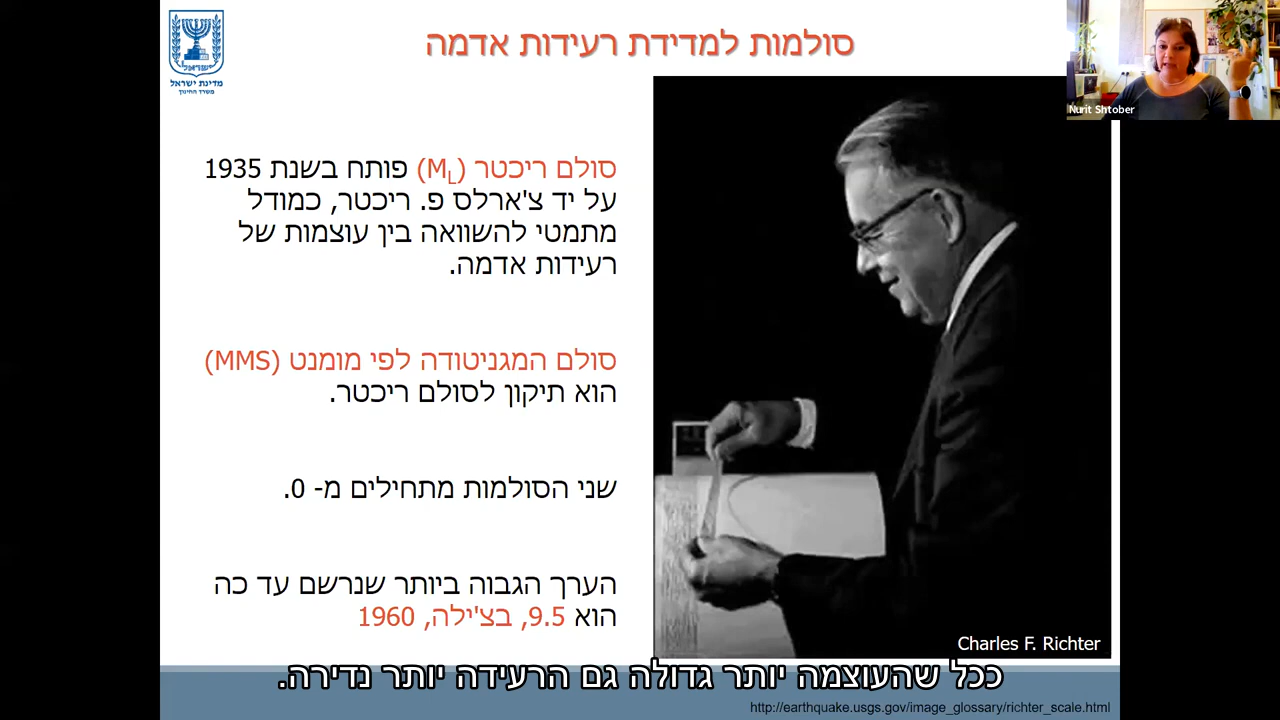 סולמות למדידת רעידות אדמה
מדינת ישראל
משרד החינוך
Nurit Shtober
סולם ריכטר (ML) פותח בשנת 1935
על יד צ'ארלס פ. ריכטר, כמודל
מתמטי להשוואה בין עוצמות של
רעידות אדמה.
סולם המגניטודה לפי מומנט (MMS)
הוא תיקון לסולם ריכטר.
שני הסולמות מתחילים מ- 0.
הערך הגבוה ביותר שנרשם עד כה
הוא 9.5, בצ'ילה, 1960
Charles F. Richter
ככל שהעוצמה יותר גדולה גם הרעידה יותר נדירה.
http://earthquake.usgs.gov/image_glossary/richter_scale.html